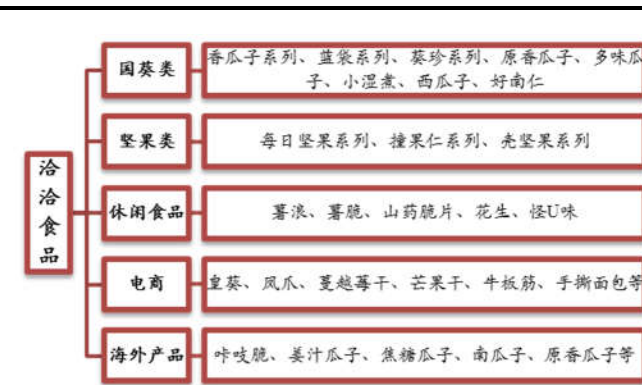 洽洽食品
国葵类
香瓜子系列、蓝袋系列、葵珍系列、原香瓜子、多味瓜
子、小湿煮、西瓜子、好南仁
坚果类
每日坚果系列、撞果仁系列、壳坚果系列
休闲食品
薯浪、薯脆、山药脆片、花生、怪U味
电商
皇葵、凤爪、蔓越莓干、芒果干、牛板筋、手撕面包等
海外产品
咔吱脆、姜汁瓜子、焦糖瓜子、南瓜子、原香瓜子等